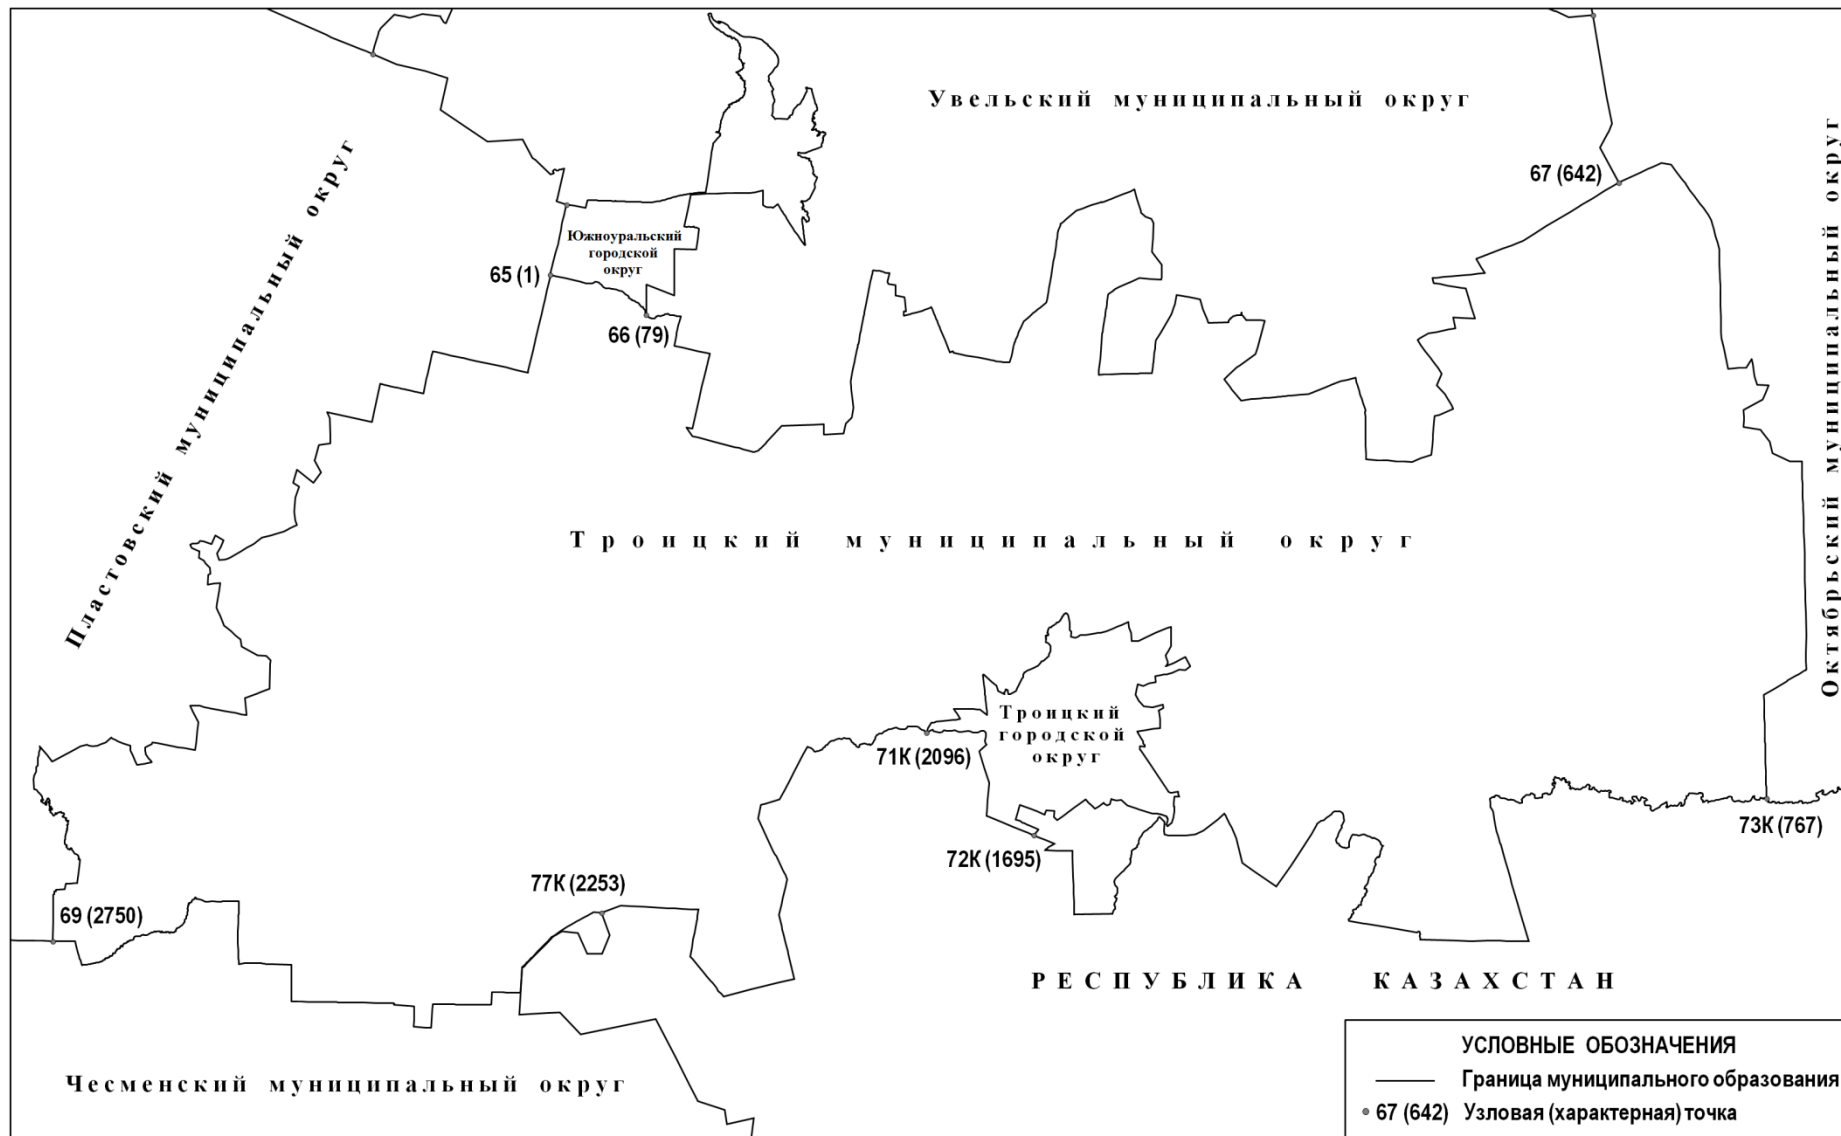 Увельский муниципальный округ
67 (642)
Пластовский муниципальный округ
Октябрьский муниципальный округ
Южноуральский
городской
округ
65 (1)
66 (79)
Троицкий муниципальный округ
Троицкий
городской
округ
71К (2096)
73К (767)
72К (1695)
77К (2253)
69 (2750)
РЕСПУБЛИКА КАЗАХСТАН
Чесменский муниципальный округ
УСЛОВНЫЕ ОБОЗНАЧЕНИЯ
Граница муниципального образования
67 (642) Узловая (характерная) точка